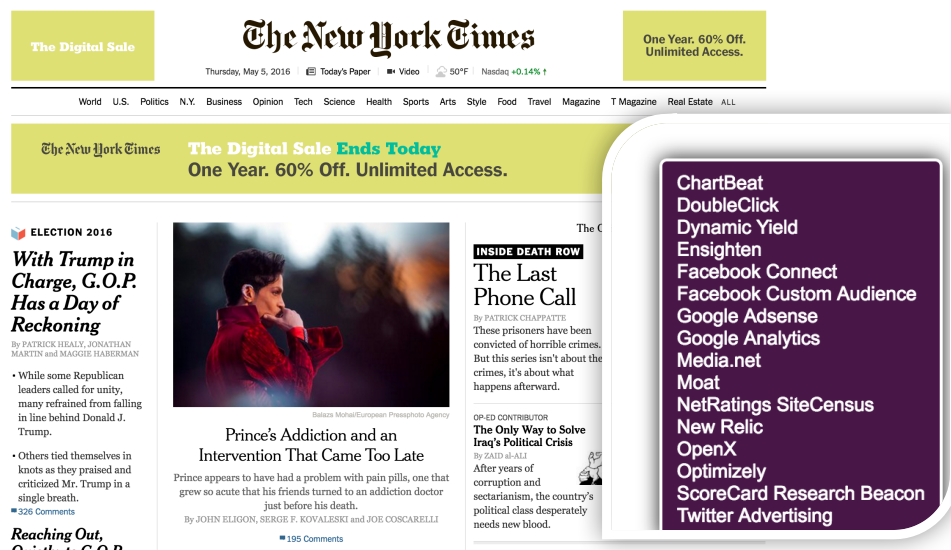 The Digital Sale
The New York Times
One Year. 60% Off.
Unlimited Access.
Thursday, May 5, 2016
Today's Paper
Video
50°F
Nasdaq +0.14% ↑
World U.S. Politics N.Y. Business Opinion Tech Science Health Sports Arts Style Food Travel Magazine T Magazine Real Estate ALL
The New York Times
The Digital Sale Ends Today
One Year. 60% Off. Unlimited Access.
ELECTION 2016
With Trump in
Charge, G.O.P.
Has a Day of
Reckoning
By PATRICK HEALY, JONATHAN
MARTIN and MAGGIE HABERMAN
• While some Republican
leaders called for unity,
many refrained from falling
in line behind Donald J.
Trump.
• Others tied themselves in
knots as they praised and
criticized Mr. Trump in a
single breath.
326 Comments
Reaching Out,
Balazs Mohai/European Pressphoto Agency
Prince's Addiction and an
Intervention That Came Too Late
Prince appears to have had a problem with pain pills, one that
grew so acute that his friends turned to an addiction doctor
just before his death.
By JOHN ELIGON, SERGE F. KOVALESKI and JOE COSCARELLI
195 Comments
The
INSIDE DEATH ROW
The Last
Phone Call
By PATRICK CHAPPATTE
These prisoners have been
convicted of horrible crimes.
But this series isn't about the
crimes, it's about what
happens afterward.
OP-ED CONTRIBUTOR
The Only Way to Solve
Iraq's Political Crisis
By ZAID al-ALI
After years of
corruption and
sectarianism, the country's
political class desperately
needs new blood.
ChartBeat
DoubleClick
Dynamic Yield
Ensighten
Facebook Connect
Facebook Custom Audience
Google Adsense
Google Analytics
Media.net
Moat
NetRatings SiteCensus
New Relic
OpenX
Optimizely
ScoreCard Research Beacon
Twitter Advertising